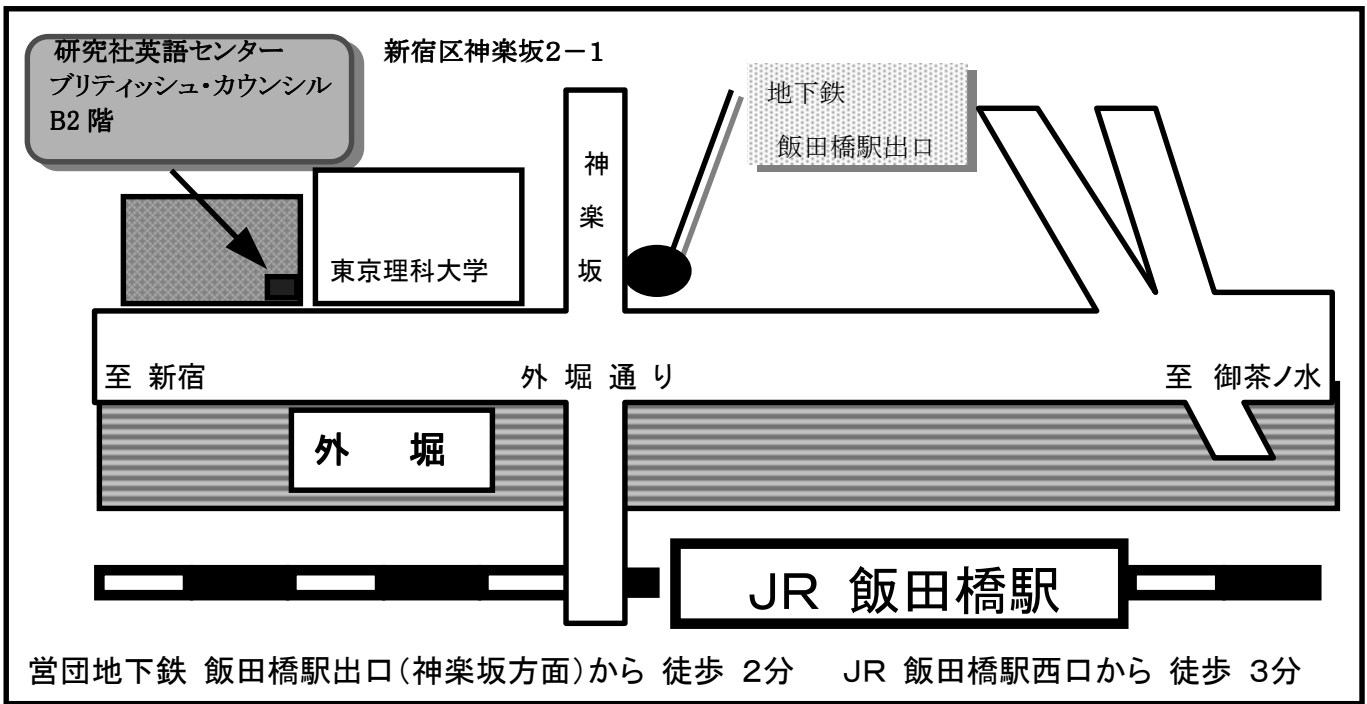 研究社英語センター
ブリティッシュ・カウンシル
B2 階
新宿区神楽坂2－1
地下鉄
飯田橋駅出口
神楽坂
東京理科大学
至 新宿
外 堀 通 り
至 御茶ノ水
外 堀
ＪＲ 飯田橋駅
営団地下鉄 飯田橋駅出口（神楽坂方面）から 徒歩 2分 ＪＲ 飯田橋駅西口から 徒歩 3分